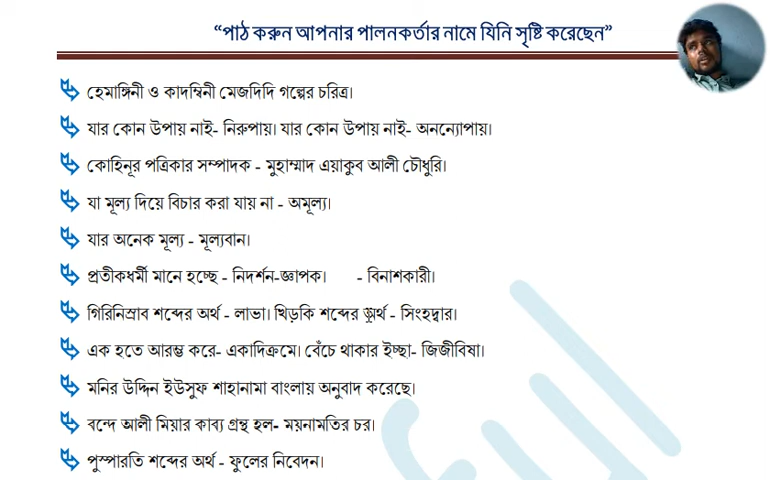 “পাঠ করুন আপনার পালনকর্তার নামে যিনি সৃষ্টি করেছেন”
হেমাঙ্গিনী ও কাদম্বিনী মেজদিদি গল্পের চরিত্র।
যার কোন উপায় নাই- নিরুপায়। যার কোন উপায় নাই- অনন্যোপায়।
কোহিনূর পত্রিকার সম্পাদক - মুহাম্মাদ এয়াকুব আলী চৌধুরি।
যা মূল্য দিয়ে বিচার করা যায় না - অমূল্য।
যার অনেক মূল্য - মূল্যবান।
প্রতীকধর্মী মানে হচ্ছে - নিদর্শন-জ্ঞাপক। - বিনাশকারী।
গিরিনিস্রাব শব্দের অর্থ - লাভা। খিড়কি শব্দের অর্থ - সিংহদ্বার।
এক হতে আরম্ভ করে- একাদিক্রমে। বেঁচে থাকার ইচ্ছা- জিজীবিষা।
মনির উদ্দিন ইউসুফ শাহানামা বাংলায় অনুবাদ করেছে।
বন্দে আলী মিয়ার কাব্য গ্রন্থ হল- ময়নামতির চর।
পুস্পারতি শব্দের অর্থ - ফুলের নিবেদন।